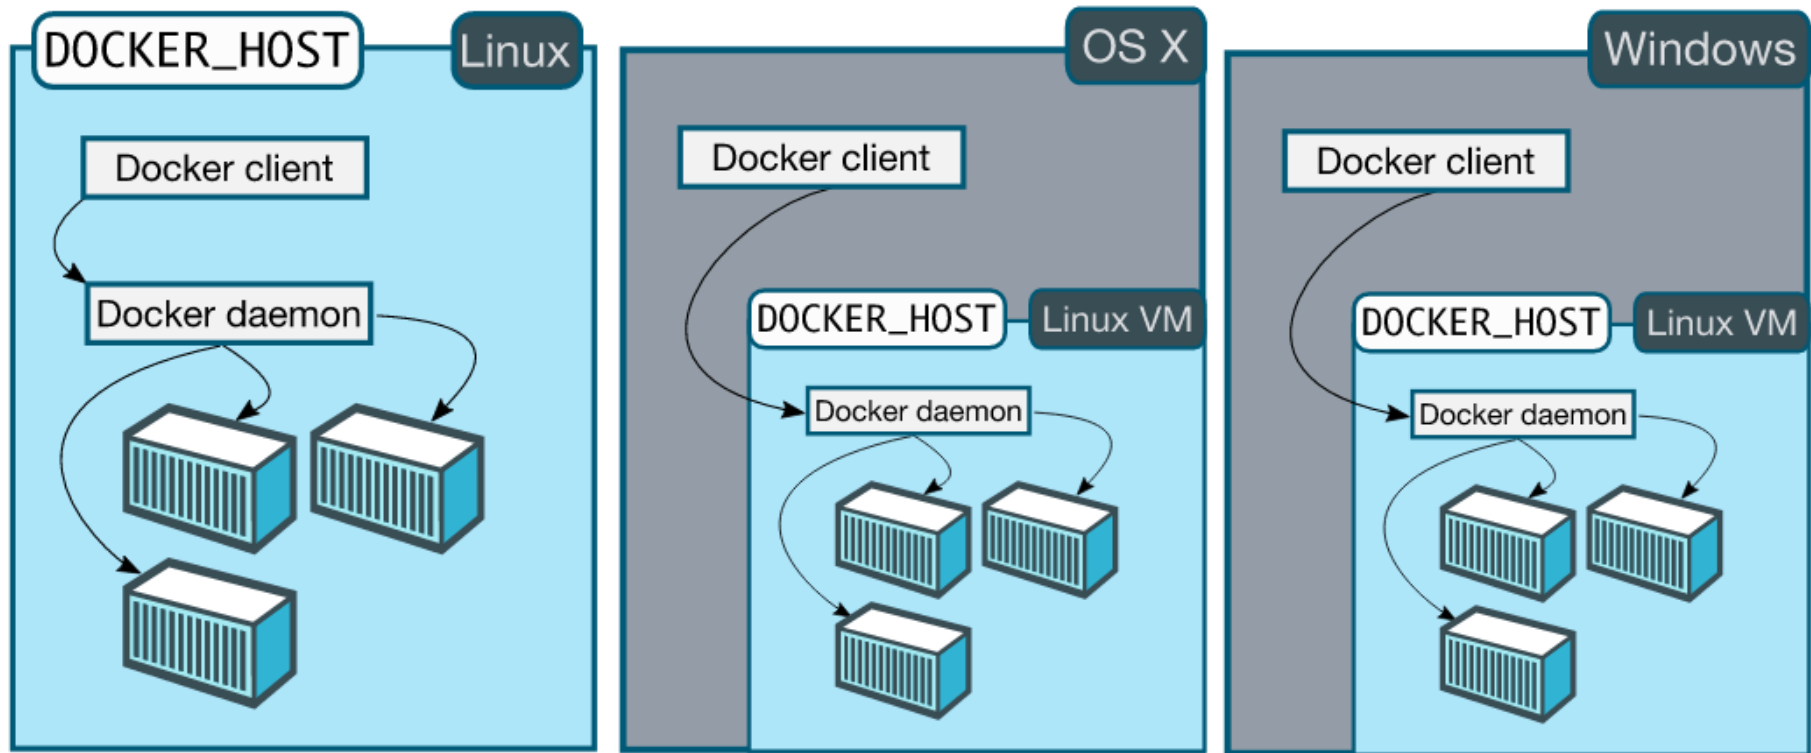 DOCKER_HOST
Linux
Docker client
Docker daemon
OS X
Docker client
DOCKER_HOST
Linux VM
Docker daemon
Windows
Docker client
DOCKER_HOST
Linux VM
Docker daemon